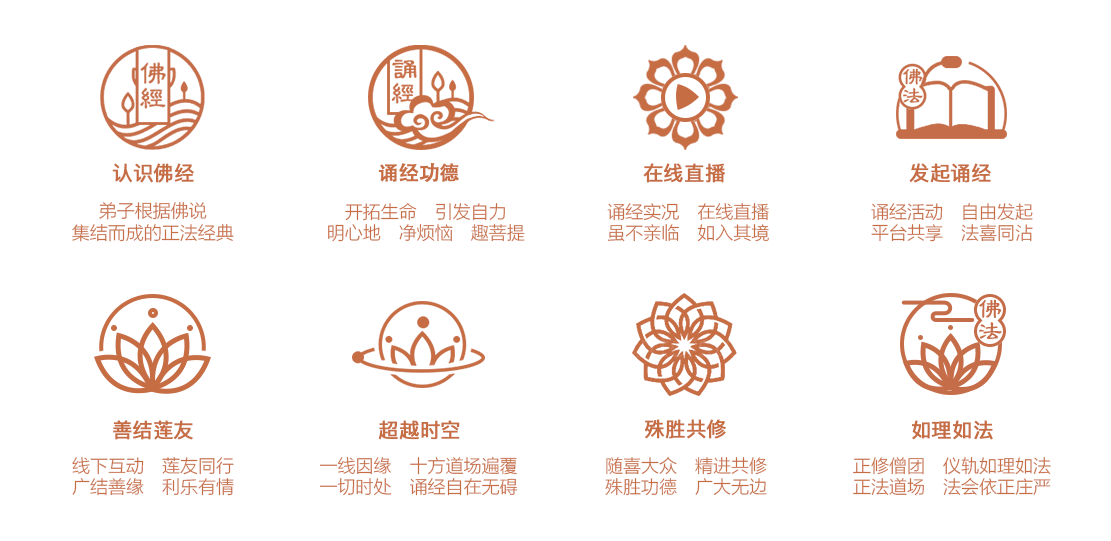 佛經
誦經
佛法
认识佛经
诵经功德
在线直播
发起诵经
弟子根据佛说
集结而成的正法经典
开拓生命 引发自力
明心地 净烦恼 趣菩提
诵经实况 在线直播
虽不亲临 如入其境
诵经活动 自由发起
平台共享 法喜同沾
佛法
善结莲友
超越时空
殊胜共修
如理如法
线下互动 莲友同行
广结善缘 利乐有情
一线因缘 十方道场遍覆
一切时处 诵经自在无碍
随喜大众 精进共修
殊胜功德 广大无边
正修僧团 仪轨如理如法
正法道场 法会依正庄严